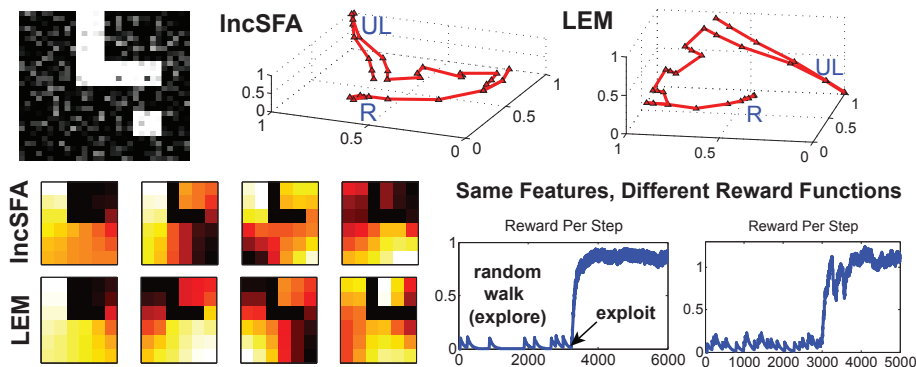 IncSFA
UL
R
1
0.5
0
1
0.5
0
1
0.5
0
LEM
UL
R
1
0.5
0
1
0.5
0
1
0.5
0
IncSFA
LEM
Same Features, Different Reward Functions
Reward Per Step
1
0.5
0
random
walk
(explore)
exploit
0 2000 4000 6000
Reward Per Step
1
0.5
0
0 1000 2000 3000 4000 5000